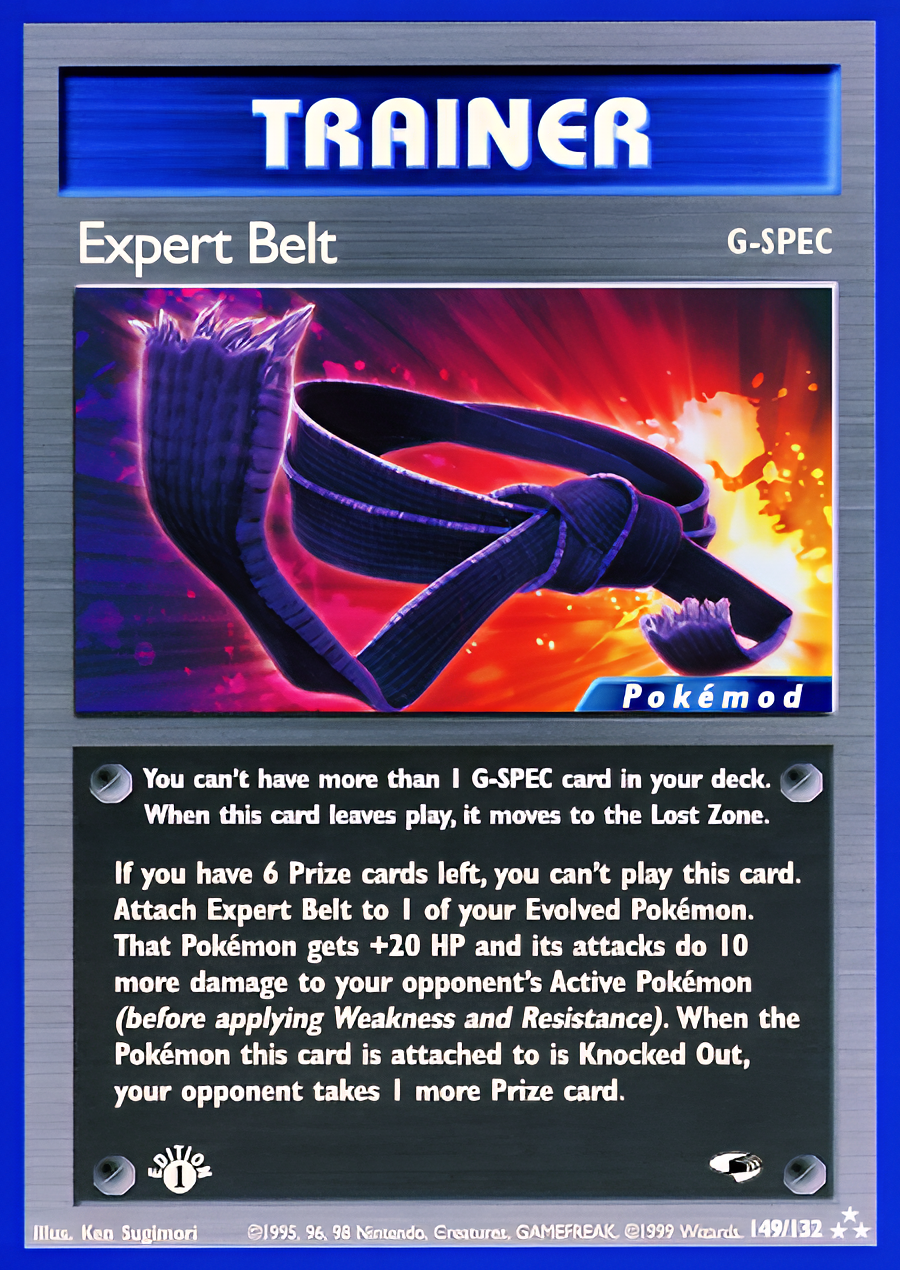 TRAINER
Expert Belt
G-SPEC
Pokémod
You can't have more than 1 G-SPEC card in your deck.
When this card leaves play, it moves to the Lost Zone.
If you have 6 Prize cards left, you can't play this card.
Attach Expert Belt to 1 of your Evolved Pokémon.
That Pokémon gets +20 HP and its attacks do 10
more damage to your opponent's Active Pokémon
(before applying Weakness and Resistance). When the
Pokémon this card is attached to is Knocked Out,
your opponent takes 1 more Prize card.
EDITION
1
Illus. Ken Sugimori
©1995, 96, 98 Nintendo, Creatures, GAMEFREAK. ©1999 Wizards.
149/132